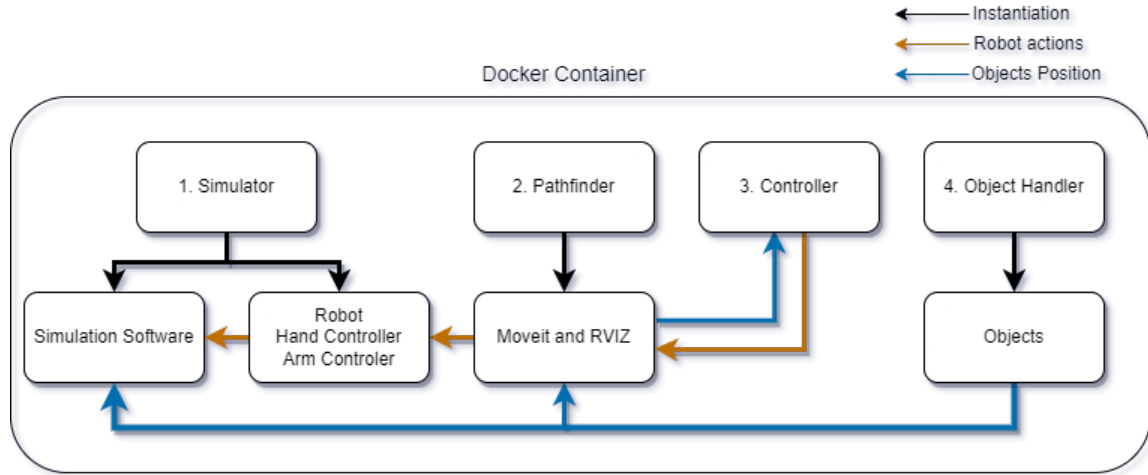 Instantiation
Robot actions
Objects Position
Docker Container
1. Simulator
2. Pathfinder
3. Controller
4. Object Handler
Simulation Software
Robot
Hand Controller
Arm Controler
Moveit and RVIZ
Objects